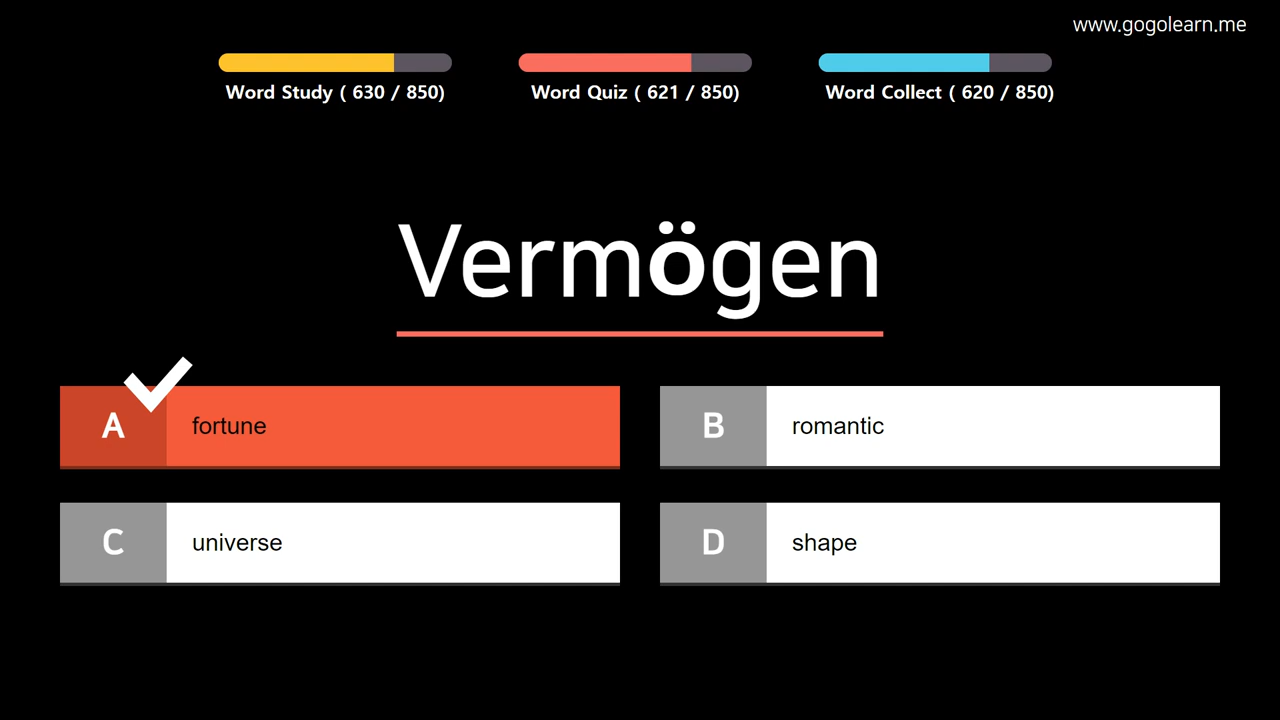 www.gogolearn.me
Word Study ( 630 / 850)
Word Quiz ( 621 / 850)
Word Collect ( 620 / 850)
Vermögen
A fortune
B romantic
C universe
D shape